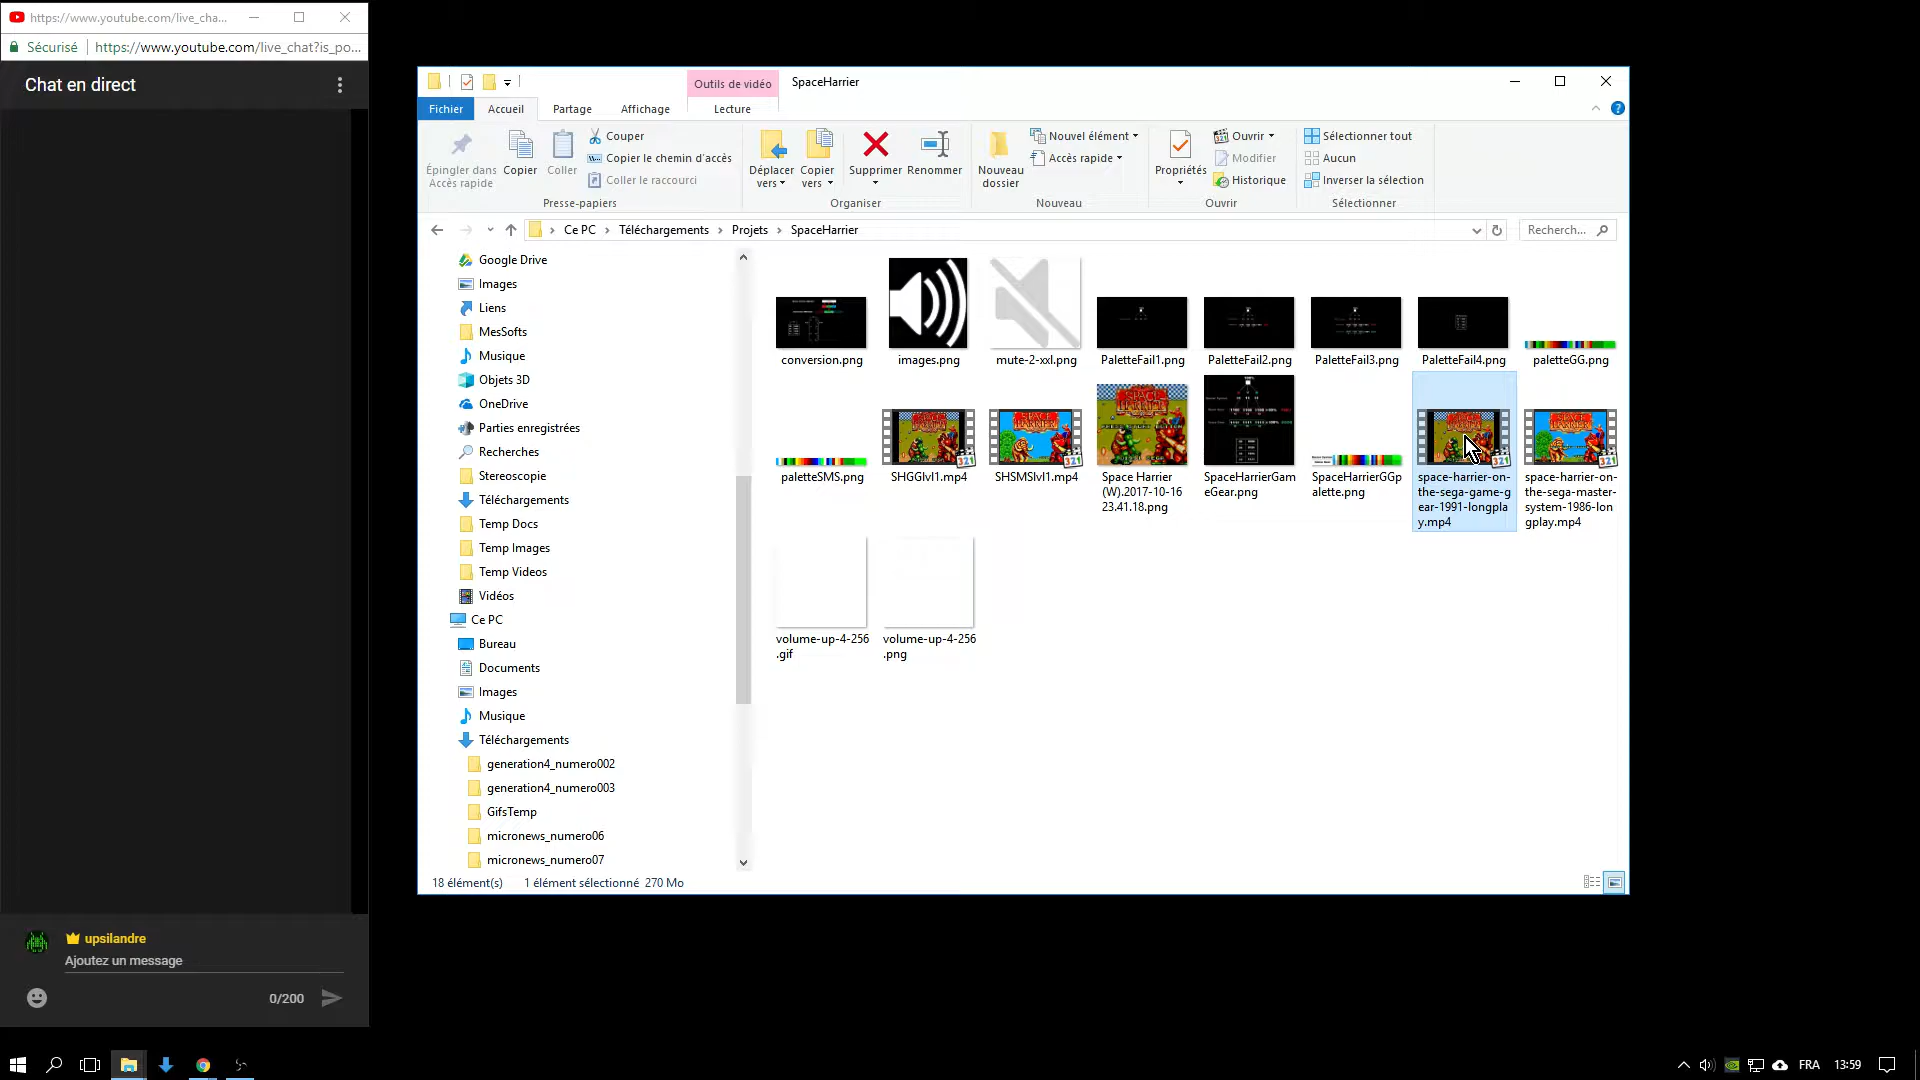 https://www.youtube.com/live_cha...
Sécurisé
https://www.youtube.com/live_chat?is_po...
Chat en direct
upsilandre
Ajoutez un message
0/200
Outils de vidéo
SpaceHarrier
Fichier
Accueil
Partage
Affichage
Lecture
Épingler dans
Accès rapide
Copier
Coller
Couper
Copier le chemin d'accès
Coller le raccourci
Presse-papiers
Déplacer
vers
Copier
vers
Supprimer
Renommer
Organiser
Nouveau
dossier
Nouvel élément
Accès rapide
Nouveau
Propriétés
Ouvrir
Modifier
Historique
Ouvrir
Sélectionner tout
Aucun
Inverser la sélection
Sélectionner
Ce PC
Téléchargements
Projets
SpaceHarrier
Recherch...
Google Drive
Images
Liens
MesSofts
Musique
Objets 3D
OneDrive
Parties enregistrées
Recherches
Stereoscopie
Téléchargements
Temp Docs
Temp Images
Temp Videos
Vidéos
Ce PC
Bureau
Documents
Images
Musique
Téléchargements
generation4_numero002
generation4_numero003
GifsTemp
micronews_numero06
micronews_numero07
conversion.png
images.png
mute-2-xxl.png
PaletteFail1.png
PaletteFail2.png
PaletteFail3.png
PaletteFail4.png
paletteGG.png
paletteSMS.png
SHGGlvl1.mp4
SHSMSlvl1.mp4
Space Harrier
(W).2017-10-16
23.41.18.png
SpaceHarrierGam
eGear.png
SpaceHarrierGGp
alette.png
space-harrier-on-
the-sega-game-g
ear-1991-longpla
y.mp4
space-harrier-on-
the-sega-master-
system-1986-lon
gplay.mp4
volume-up-4-256
.gif
volume-up-4-256
.png
18 élément(s)
1 élément sélectionné 270 Mo
FRA
13:59